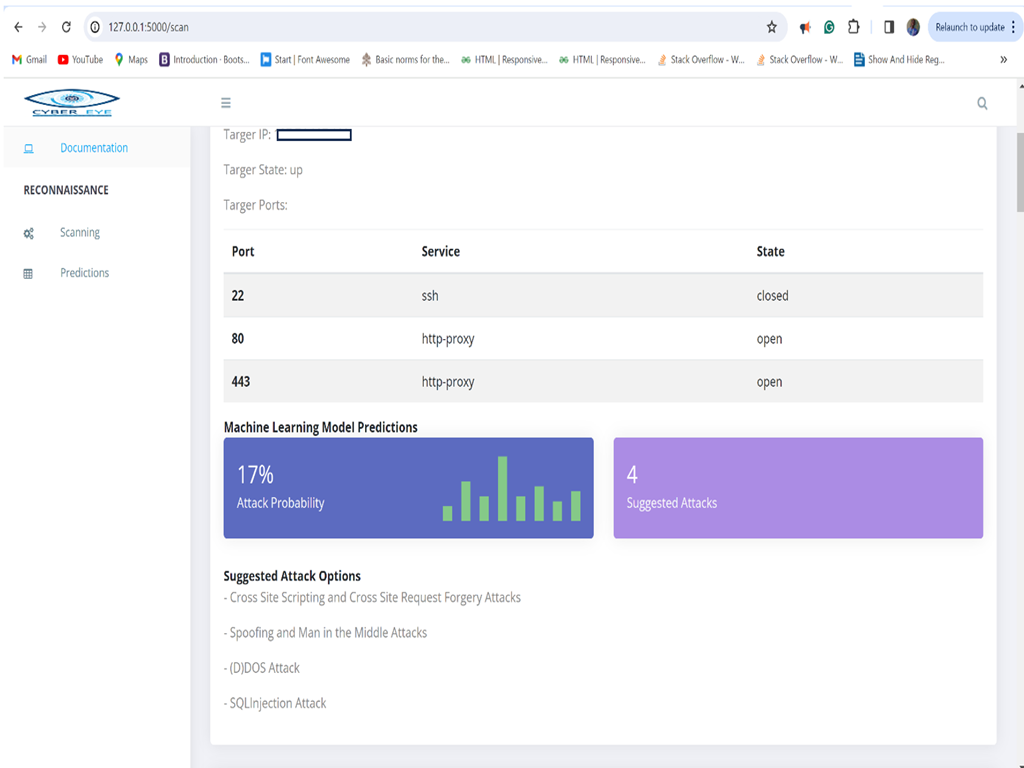 127.0.0.1:5000/scan
Relaunch to update
Gmail YouTube Maps Introduction · Boots... Start | Font Awesome Basic norms for the... HTML | Responsive... HTML | Responsive... Stack Overflow - W... Stack Overflow - W... Show And Hide Reg...
CYBER EYE
Documentation
RECONNAISSANCE
Scanning
Predictions
Targer IP:
Targer State: up
Targer Ports:
Port Service State
22 ssh closed
80 http-proxy open
443 http-proxy open
Machine Learning Model Predictions
17%
Attack Probability
4
Suggested Attacks
Suggested Attack Options
- Cross Site Scripting and Cross Site Request Forgery Attacks
- Spoofing and Man in the Middle Attacks
- (D)DOS Attack
- SQLInjection Attack